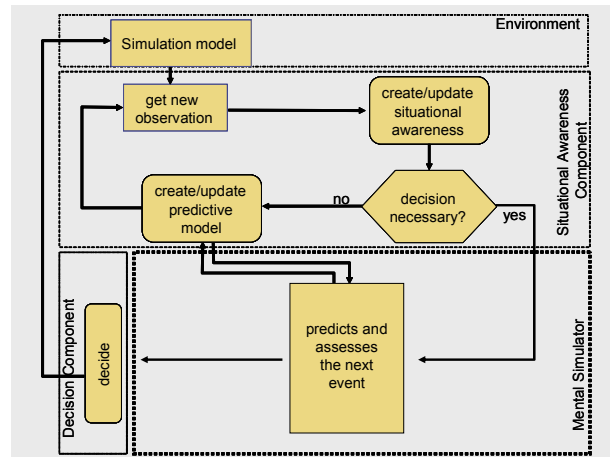 Environment
Simulation model
get new
observation
create/update
situational
awareness
Situational Awareness
Component
create/update
predictive
model
no
decision
necessary?
yes
Decision Component
decide
predicts and
assesses
the next
event
Mental Simulator